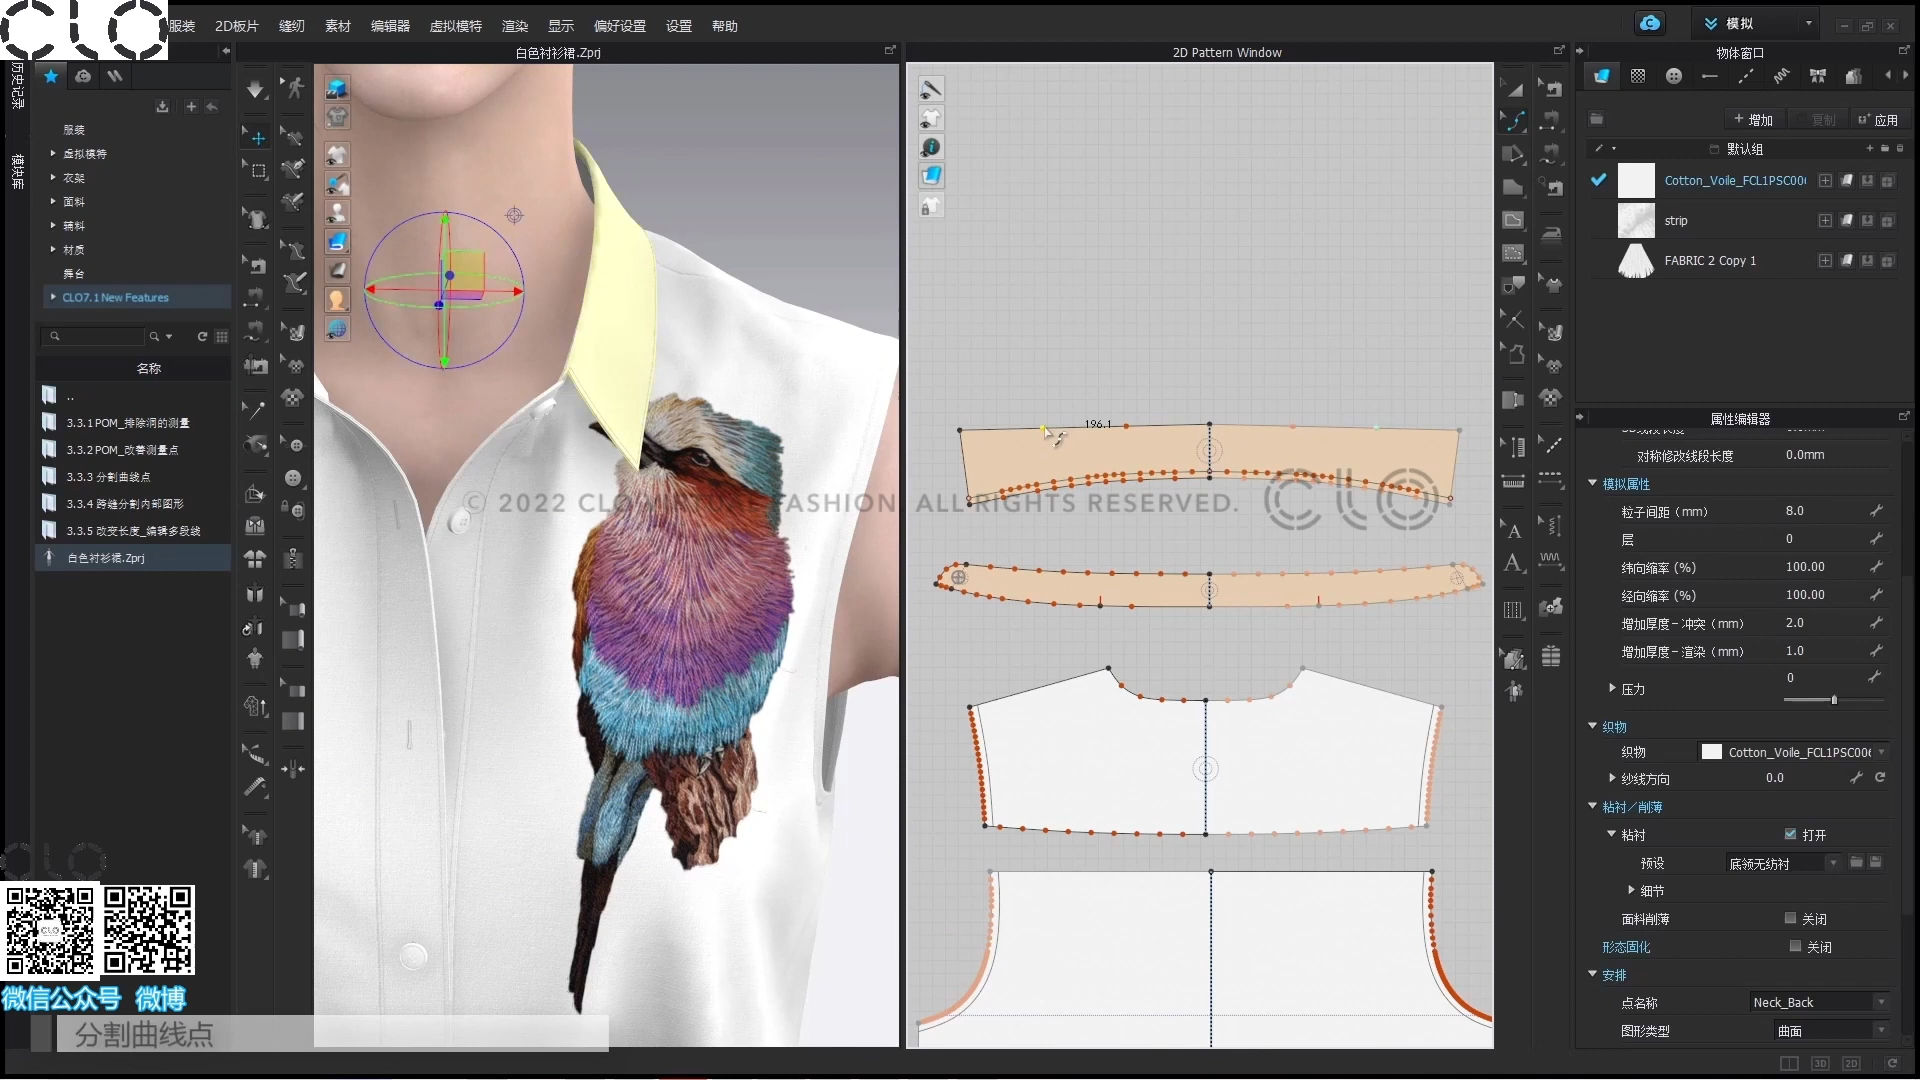 CLO
服装 2D板片 缝纫 素材 编辑器 虚拟模特 渲染 显示 偏好设置 设置 帮助
模拟
白色衬衫裙.Zprj
2D Pattern Window
物体窗口
历史记录
模块库
服装
虚拟模特
衣架
面料
辅料
材质
舞台
CLO7.1 New Features
名称
..
3.3.1 POM_排除洞的测量
3.3.2 POM_改善测量点
3.3.3 分割曲线点
3.3.4 跨缝分割内部图形
3.3.5 改变长度_编辑多段线
白色衬衫裙.Zprj
196.1
增加 复制 应用
默认组
Cotton_Voile_FCL1PSC00
strip
FABRIC 2 Copy 1
属性编辑器
对称修改线段长度 0.0mm
模拟属性
粒子间距（mm） 8.0
层 0
纬向缩率 (%) 100.00
经向缩率 (%) 100.00
增加厚度－冲突（mm） 2.0
增加厚度－渲染（mm） 1.0
压力 0
织物
织物 Cotton_Voile_FCL1PSC00
纱线方向 0.0
粘衬／削薄
粘衬 打开
预设 底领无纺衬
细节
面料削薄 关闭
形态固化 关闭
安排
点名称 Neck_Back
图形类型 曲面
3D 2D
ALL RIGHTS RESERVED.
CLO
CLO
微信公众号 微博
分割曲线点